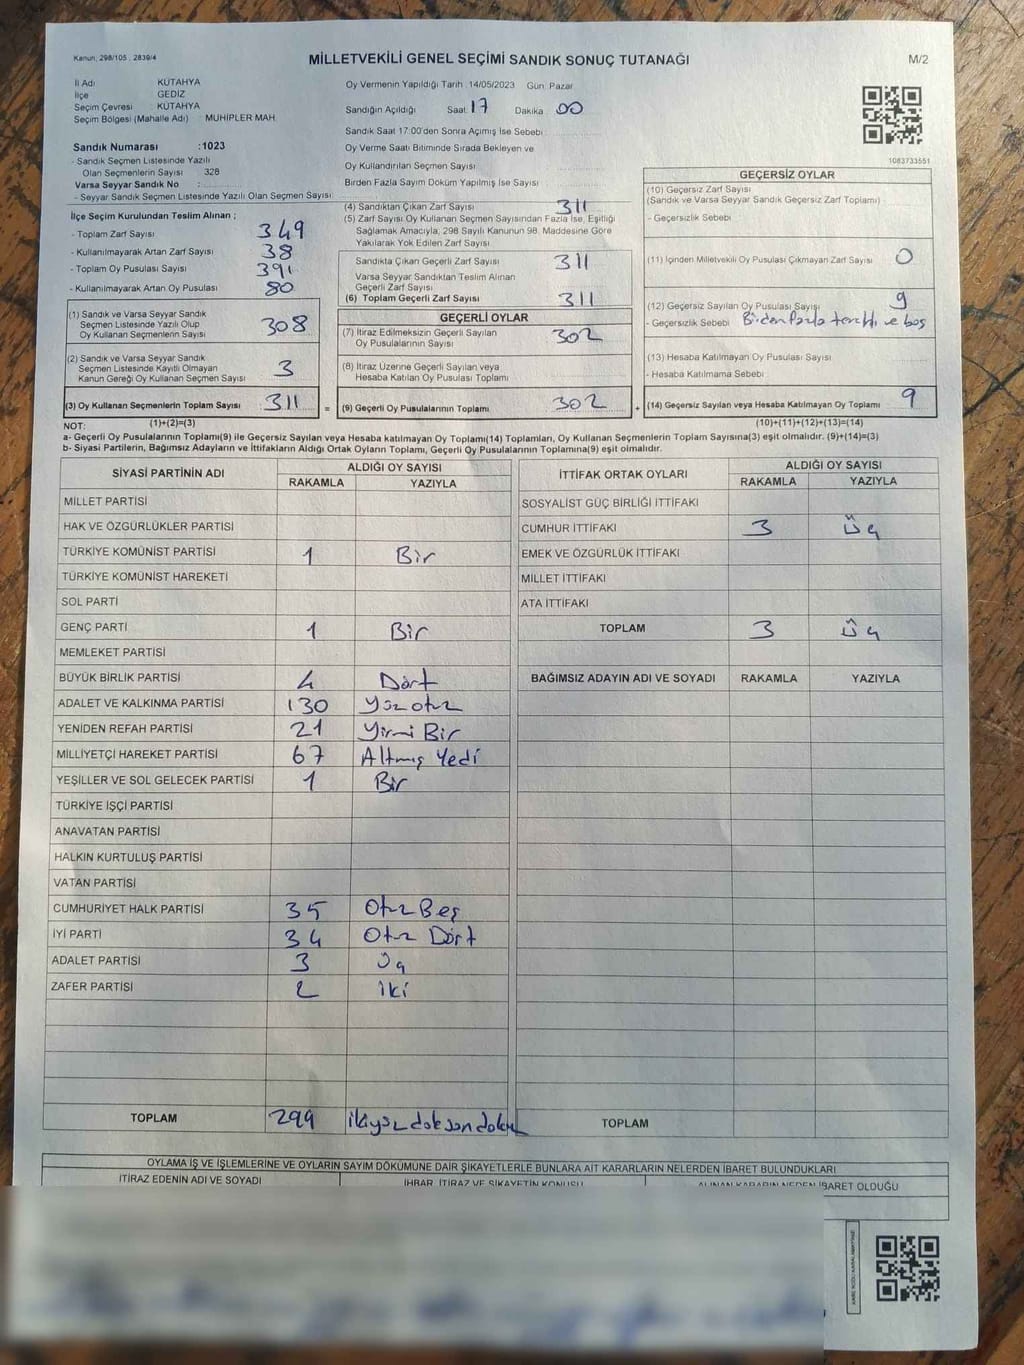 Kanun; 298/105 , 2839/4
MİLLETVEKİLİ GENEL SEÇİMİ SANDIK SONUÇ TUTANAĞI
M/2
İl Adı KÜTAHYA
İlçe GEDİZ
Seçim Çevresi : KÜTAHYA
Seçim Bölgesi (Mahalle Adı) : MUHİPLER MAH.
Sandık Numarası :1023
- Sandık Seçmen Listesinde Yazılı
Olan Seçmenlerin Sayısı 328
Varsa Seyyar Sandık No :
- Seyyar Sandık Seçmen Listesinde Yazılı Olan Seçmen Sayısı:
Oy Vermenin Yapıldığı Tarih :14/05/2023 Gün: Pazar
Sandığın Açıldığı Saat: 17 Dakika 00
Sandık Saat 17:00'den Sonra Açılmış İse Sebebi:
Oy Verme Saati Bitiminde Sırada Bekleyen ve
Oy Kullandırılan Seçmen Sayısı:
Birden Fazla Sayım Döküm Yapılmış İse Sayısı:
1083733551
İlçe Seçim Kurulundan Teslim Alınan ;
- Toplam Zarf Sayısı 349
- Kullanılmayarak Artan Zarf Sayısı 38
- Toplam Oy Pusulası Sayısı 391
- Kullanılmayarak Artan Oy Pusulası 80
(1) Sandık ve Varsa Seyyar Sandık
Seçmen Listesinde Yazılı Olup
Oy Kullanan Seçmenlerin Sayısı 308
(2) Sandık ve Varsa Seyyar Sandık
Seçmen Listesinde Kayıtlı Olmayan
Kanun Gereği Oy Kullanan Seçmen Sayısı 3
(3) Oy Kullanan Seçmenlerin Toplam Sayısı 311 =
(4) Sandıktan Çıkan Zarf Sayısı 311
(5) Zarf Sayısı Oy Kullanan Seçmen Sayısından Fazla İse, Eşitliği
Sağlamak Amacıyla, 298 Sayılı Kanunun 98. Maddesine Göre
Yakılarak Yok Edilen Zarf Sayısı
Sandıkta Çıkan Geçerli Zarf Sayısı 311
Varsa Seyyar Sandıktan Teslim Alınan
Geçerli Zarf Sayısı
(6) Toplam Geçerli Zarf Sayısı 311
GEÇERLİ OYLAR
(7) İtiraz Edilmeksizin Geçerli Sayılan
Oy Pusulalarının Sayısı 302
(8) İtiraz Üzerine Geçerli Sayılan veya
Hesaba Katılan Oy Pusulası Toplamı
(9) Geçerli Oy Pusulalarının Toplamı 302 +
GEÇERSİZ OYLAR
(10) Geçersiz Zarf Sayısı
(Sandık ve Varsa Seyyar Sandık Geçersiz Zarf Toplamı)
- Geçersizlik Sebebi
(11) İçinden Milletvekili Oy Pusulası Çıkmayan Zarf Sayısı 0
(12) Geçersiz Sayılan Oy Pusulası Sayısı 9
- Geçersizlik Sebebi Birden fazla tercihli ve boş
(13) Hesaba Katılmayan Oy Pusulası Sayısı
- Hesaba Katılmama Sebebi
(14) Geçersiz Sayılan veya Hesaba Katılmayan Oy Toplamı 9
NOT: (1)+(2)=(3) (10)+(11)+(12)+(13)=(14)
a- Geçerli Oy Pusulalarının Toplamı(9) ile Geçersiz Sayılan veya Hesaba katılmayan Oy Toplamı(14) Toplamları, Oy Kullanan Seçmenlerin Toplam Sayısına(3) eşit olmalıdır. (9)+(14)=(3)
b- Siyasi Partilerin, Bağımsız Adayların ve İttifakların Aldığı Ortak Oyların Toplamı, Geçerli Oy Pusulalarının Toplamına(9) eşit olmalıdır.
SİYASİ PARTİNİN ADI ALDIĞI OY SAYISI
RAKAMLA YAZIYLA
MİLLET PARTİSİ
HAK VE ÖZGÜRLÜKLER PARTİSİ
TÜRKİYE KOMÜNİST PARTİSİ 1 Bir
TÜRKİYE KOMÜNİST HAREKETİ
SOL PARTİ
GENÇ PARTİ 1 Bir
MEMLEKET PARTİSİ
BÜYÜK BİRLİK PARTİSİ 4 Dört
ADALET VE KALKINMA PARTİSİ 130 Yüz otuz
YENİDEN REFAH PARTİSİ 21 Yirmi Bir
MİLLİYETÇİ HAREKET PARTİSİ 67 Altmış Yedi
YEŞİLLER VE SOL GELECEK PARTİSİ 1 Bir
TÜRKİYE İŞÇİ PARTİSİ
ANAVATAN PARTİSİ
HALKIN KURTULUŞ PARTİSİ
VATAN PARTİSİ
CUMHURİYET HALK PARTİSİ 35 Otuz Beş
İYİ PARTİ 34 Otuz Dört
ADALET PARTİSİ 3 Üç
ZAFER PARTİSİ 2 iki
TOPLAM 299 ikiyüz doksan dokuz
İTTİFAK ORTAK OYLARI ALDIĞI OY SAYISI
RAKAMLA YAZIYLA
SOSYALİST GÜÇ BİRLİĞİ İTTİFAKI
CUMHUR İTTİFAKI 3 Üç
EMEK VE ÖZGÜRLÜK İTTİFAKI
MİLLET İTTİFAKI
ATA İTTİFAKI
TOPLAM 3 Üç
BAĞIMSIZ ADAYIN ADI VE SOYADI RAKAMLA YAZIYLA
TOPLAM
OYLAMA İŞ VE İŞLEMLERİNE VE OYLARIN SAYIM DÖKÜMÜNE DAİR ŞİKAYETLERLE BUNLARA AİT KARARLARIN NELERDEN İBARET BULUNDUKLARI
İTİRAZ EDENİN ADI VE SOYADI İHBAR, İTİRAZ VE ŞİKAYETİN KONUSU ALINAN KARARIN NEDEN İBARET OLDUĞU